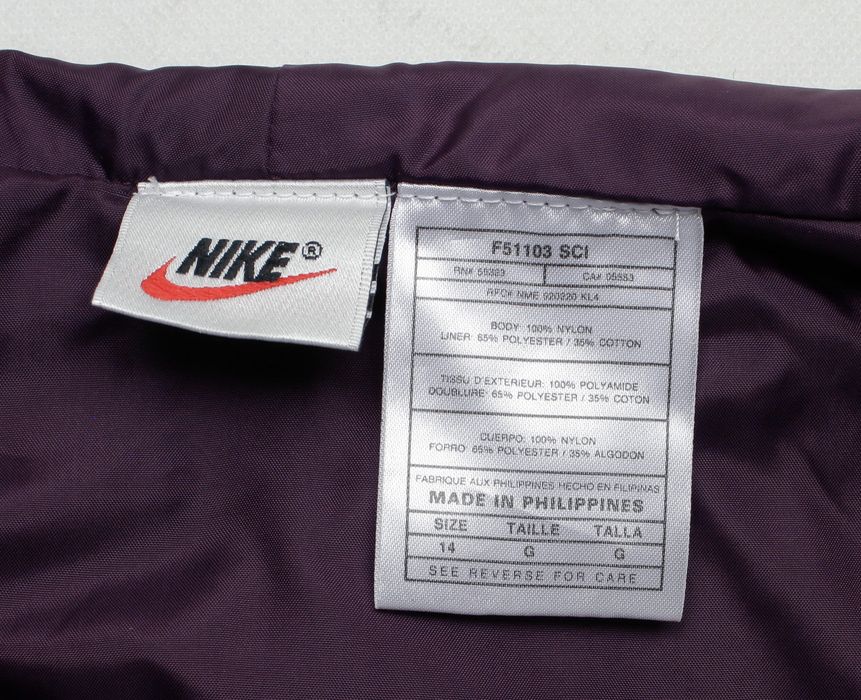 NIKE®
F51103 SCI
RN# 55323 CA# 05553
RFC# NME 920220 KL4
BODY: 100% NYLON
LINER: 65% POLYESTER / 35% COTTON
TISSU D'EXTERIEUR: 100% POLYAMIDE
DOUBLURE: 65% POLYESTER / 35% COTON
CUERPO: 100% NYLON
FORRO: 65% POLYESTER / 35% ALGODON
FABRIQUE AUX PHILIPPINES HECHO EN FILIPINAS
MADE IN PHILIPPINES
SIZE TAILLE TALLA
14 G G
SEE REVERSE FOR CARE